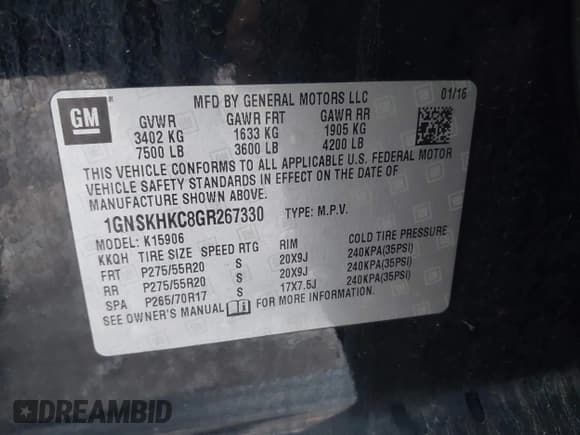 GM
MFD BY GENERAL MOTORS LLC 01/16
GVWR GAWR FRT GAWR RR
3402 KG 1633 KG 1905 KG
7500 LB 3600 LB 4200 LB
THIS VEHICLE CONFORMS TO ALL APPLICABLE U.S. FEDERAL MOTOR
VEHICLE SAFETY STANDARDS IN EFFECT ON THE DATE OF
MANUFACTURE SHOWN ABOVE.
1GNSKHKC8GR267330 TYPE: M.P.V.
MODEL: K15906
KKQH TIRE SIZE SPEED RTG RIM COLD TIRE PRESSURE
FRT P275/55R20 S 20X9J 240KPA(35PSI)
RR P275/55R20 S 20X9J 240KPA(35PSI)
SPA P265/70R17 S 17X7.5J 240KPA(35PSI)
SEE OWNER'S MANUAL
DREAMBID